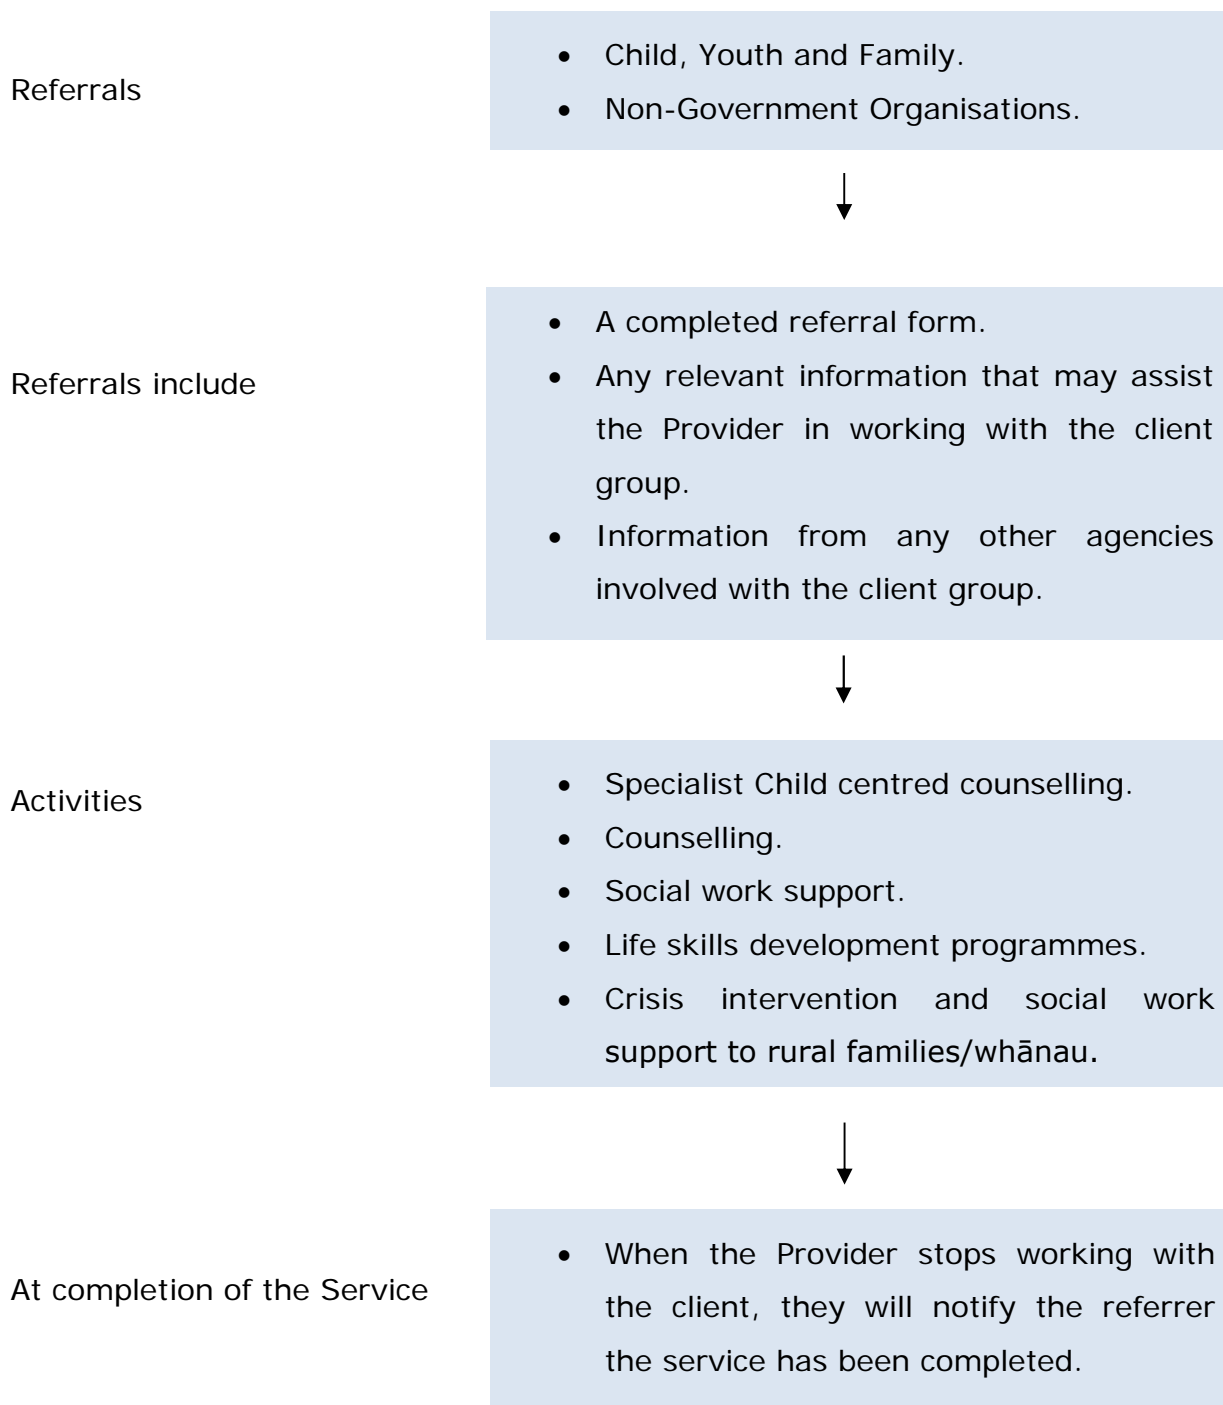 Referrals
• Child, Youth and Family.
• Non-Government Organisations.
Referrals include
• A completed referral form.
• Any relevant information that may assist
the Provider in working with the client
group.
• Information from any other agencies
involved with the client group.
Activities
• Specialist Child centred counselling.
• Counselling.
• Social work support.
• Life skills development programmes.
• Crisis intervention and social work
support to rural families/whānau.
At completion of the Service
• When the Provider stops working with
the client, they will notify the referrer
the service has been completed.